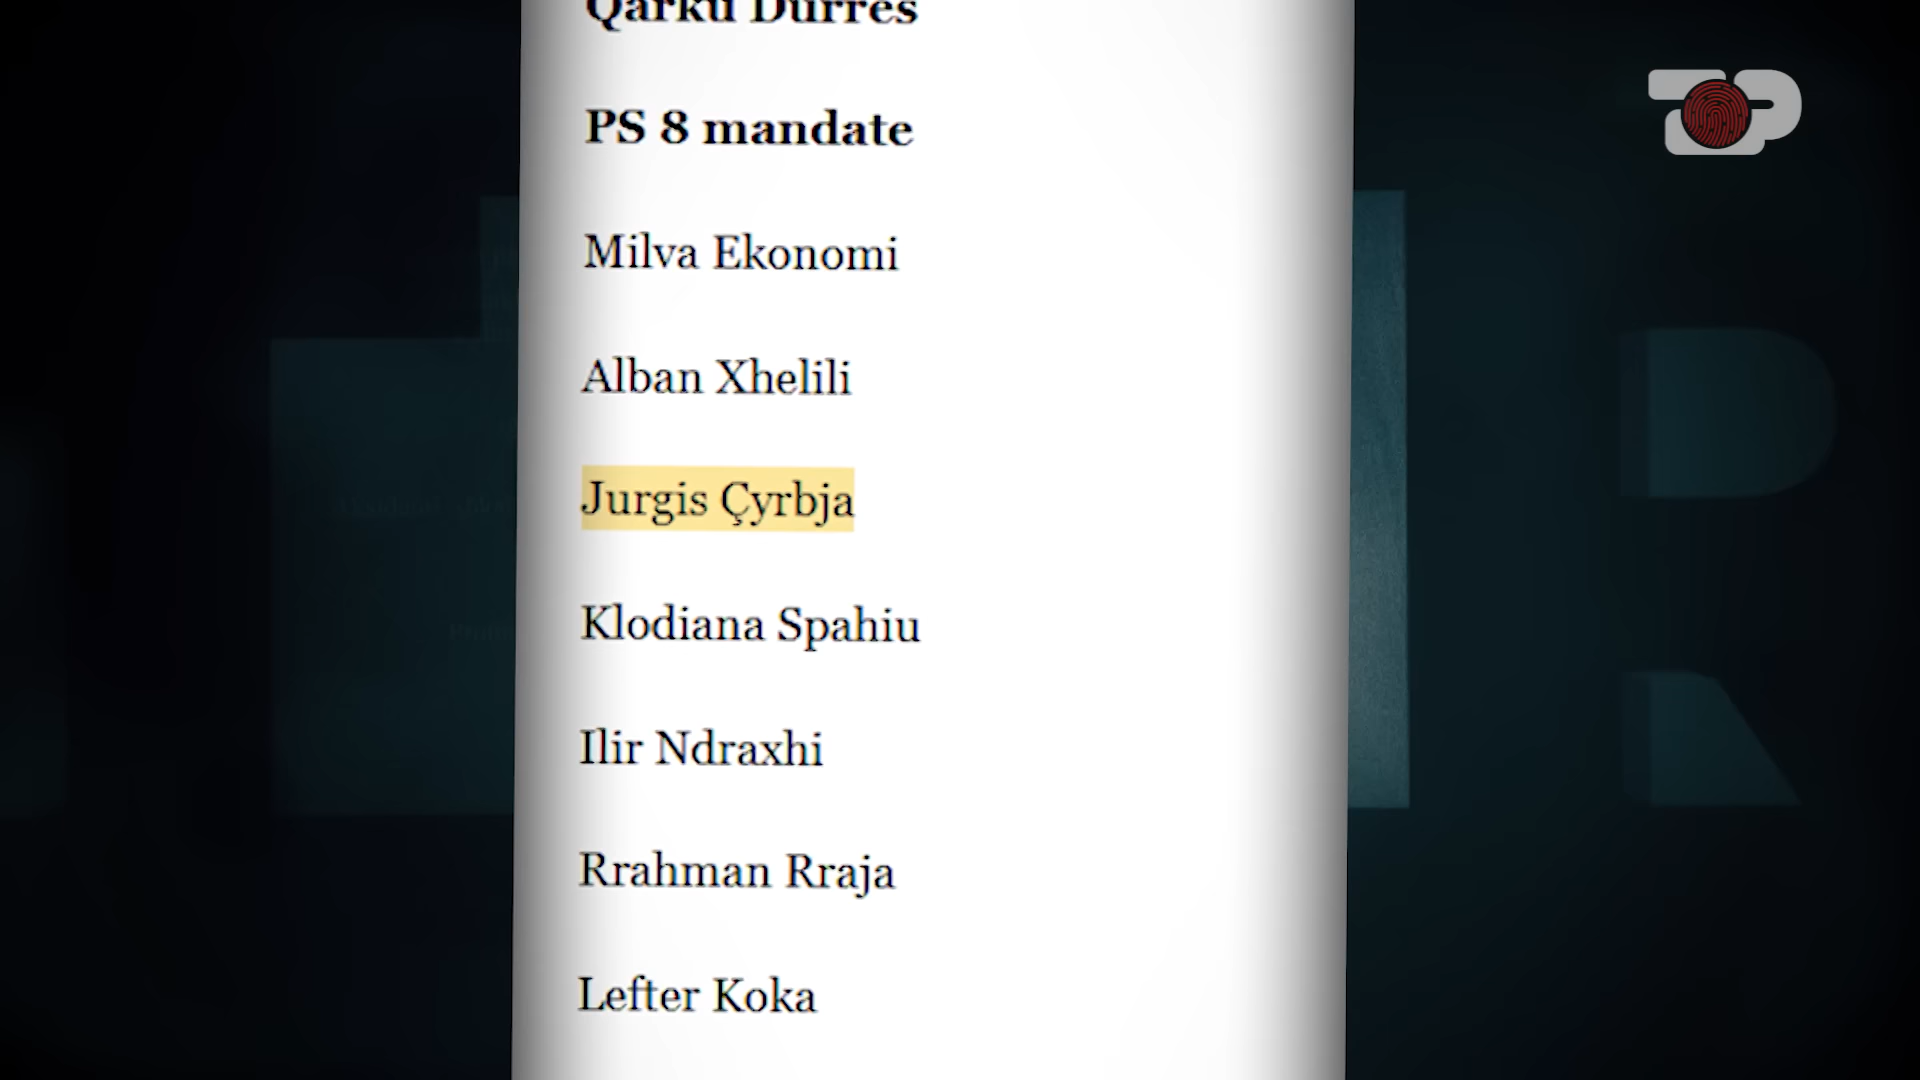 Qarku Durrës
PS 8 mandate
Milva Ekonomi
Alban Xhelili
Jurgis Çyrbja
Klodiana Spahiu
Ilir Ndraxhi
Rrahman Rraja
Lefter Koka